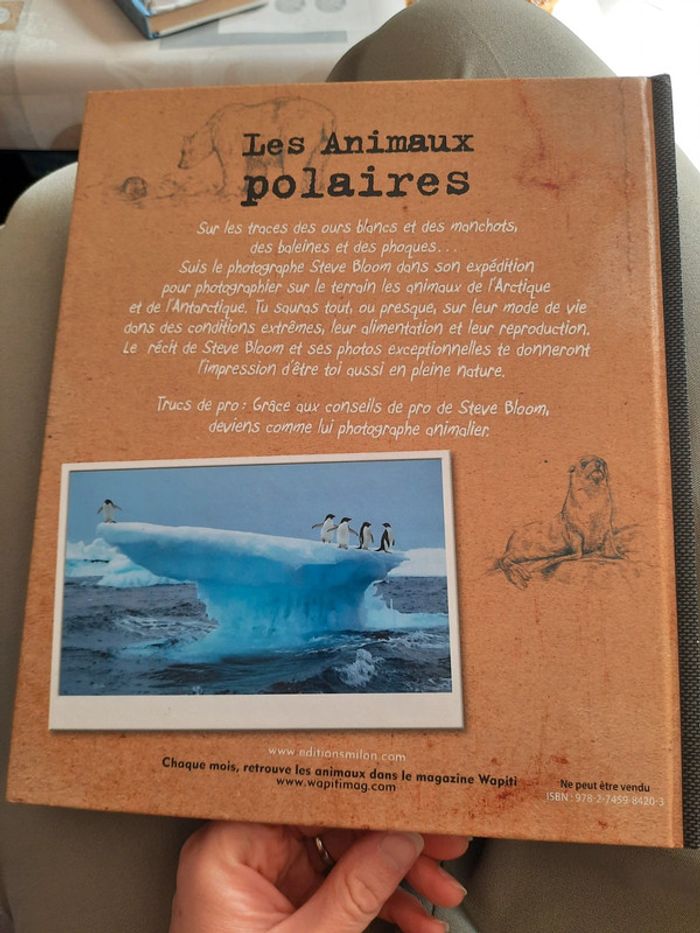 Les Animaux
polaires
Sur les traces des ours blancs et des manchots,
des baleines et des phoques...
Suis le photographe Steve Bloom dans son expédition
pour photographier sur le terrain les animaux de l'Arctique
et de l'Antarctique. Tu sauras tout, ou presque, sur leur mode de vie
dans des conditions extrêmes, leur alimentation et leur reproduction.
Le récit de Steve Bloom et ses photos exceptionnelles te donneront
l'impression d'être toi aussi en pleine nature.
Trucs de pro : Grâce aux conseils de pro de Steve Bloom,
deviens comme lui photographe animalier.
www.editionsmilan.com
Chaque mois, retrouve les animaux dans le magazine Wapiti
www.wapitimag.com
Ne peut être vendu
ISBN : 978-2-7459-8420-3